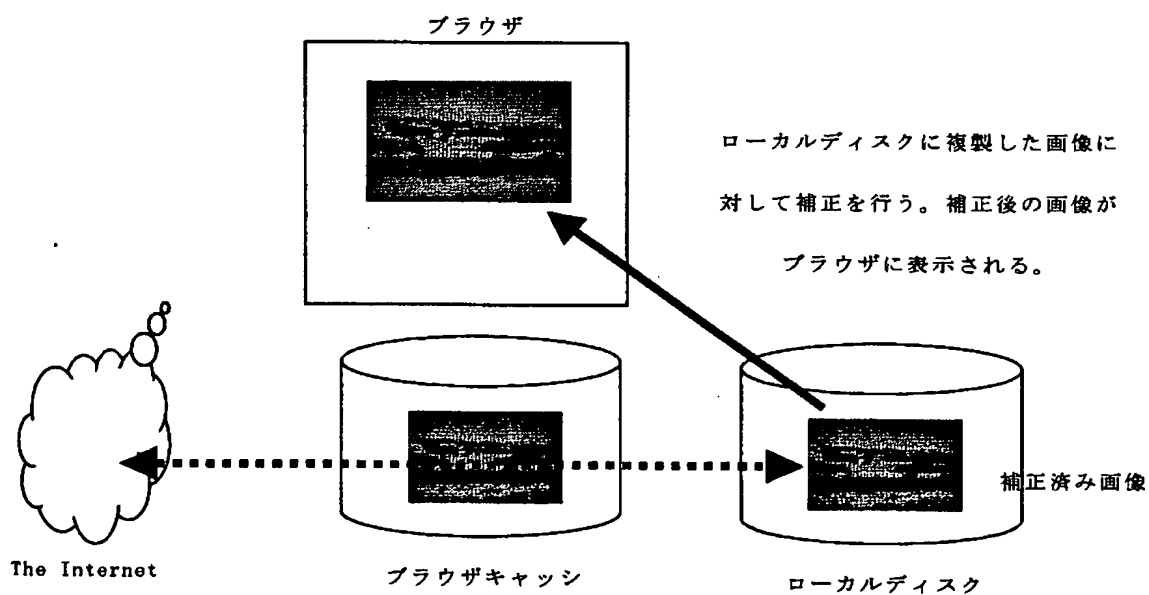 ブラウザ
ローカルディスクに複製した画像に
対して補正を行う。補正後の画像が
ブラウザに表示される。
補正済み画像
The Internet
ブラウザキャッシ
ローカルディスク